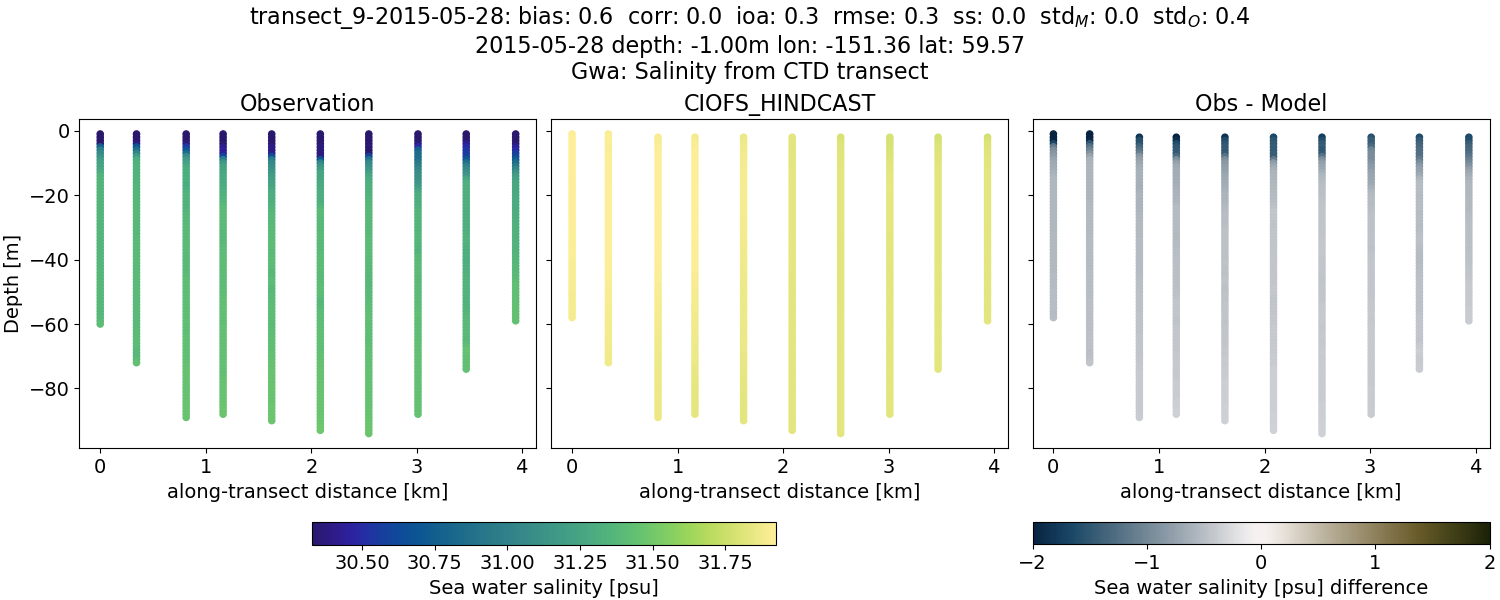 transect_9-2015-05-28: bias: 0.6  corr: 0.0  ioa: 0.3  rmse: 0.3  ss: 0.0  std_M: 0.0  std_O: 0.4
2015-05-28 depth: -1.00m lon: -151.36 lat: 59.57
Gwa: Salinity from CTD transect
Observation
CIOFS_HINDCAST
Obs - Model
Depth [m]
0
−20
−40
−60
−80
0 1 2 3 4
0 1 2 3 4
0 1 2 3 4
along-transect distance [km]
along-transect distance [km]
along-transect distance [km]
30.50 30.75 31.00 31.25 31.50 31.75
Sea water salinity [psu]
−2 −1 0 1 2
Sea water salinity [psu] difference